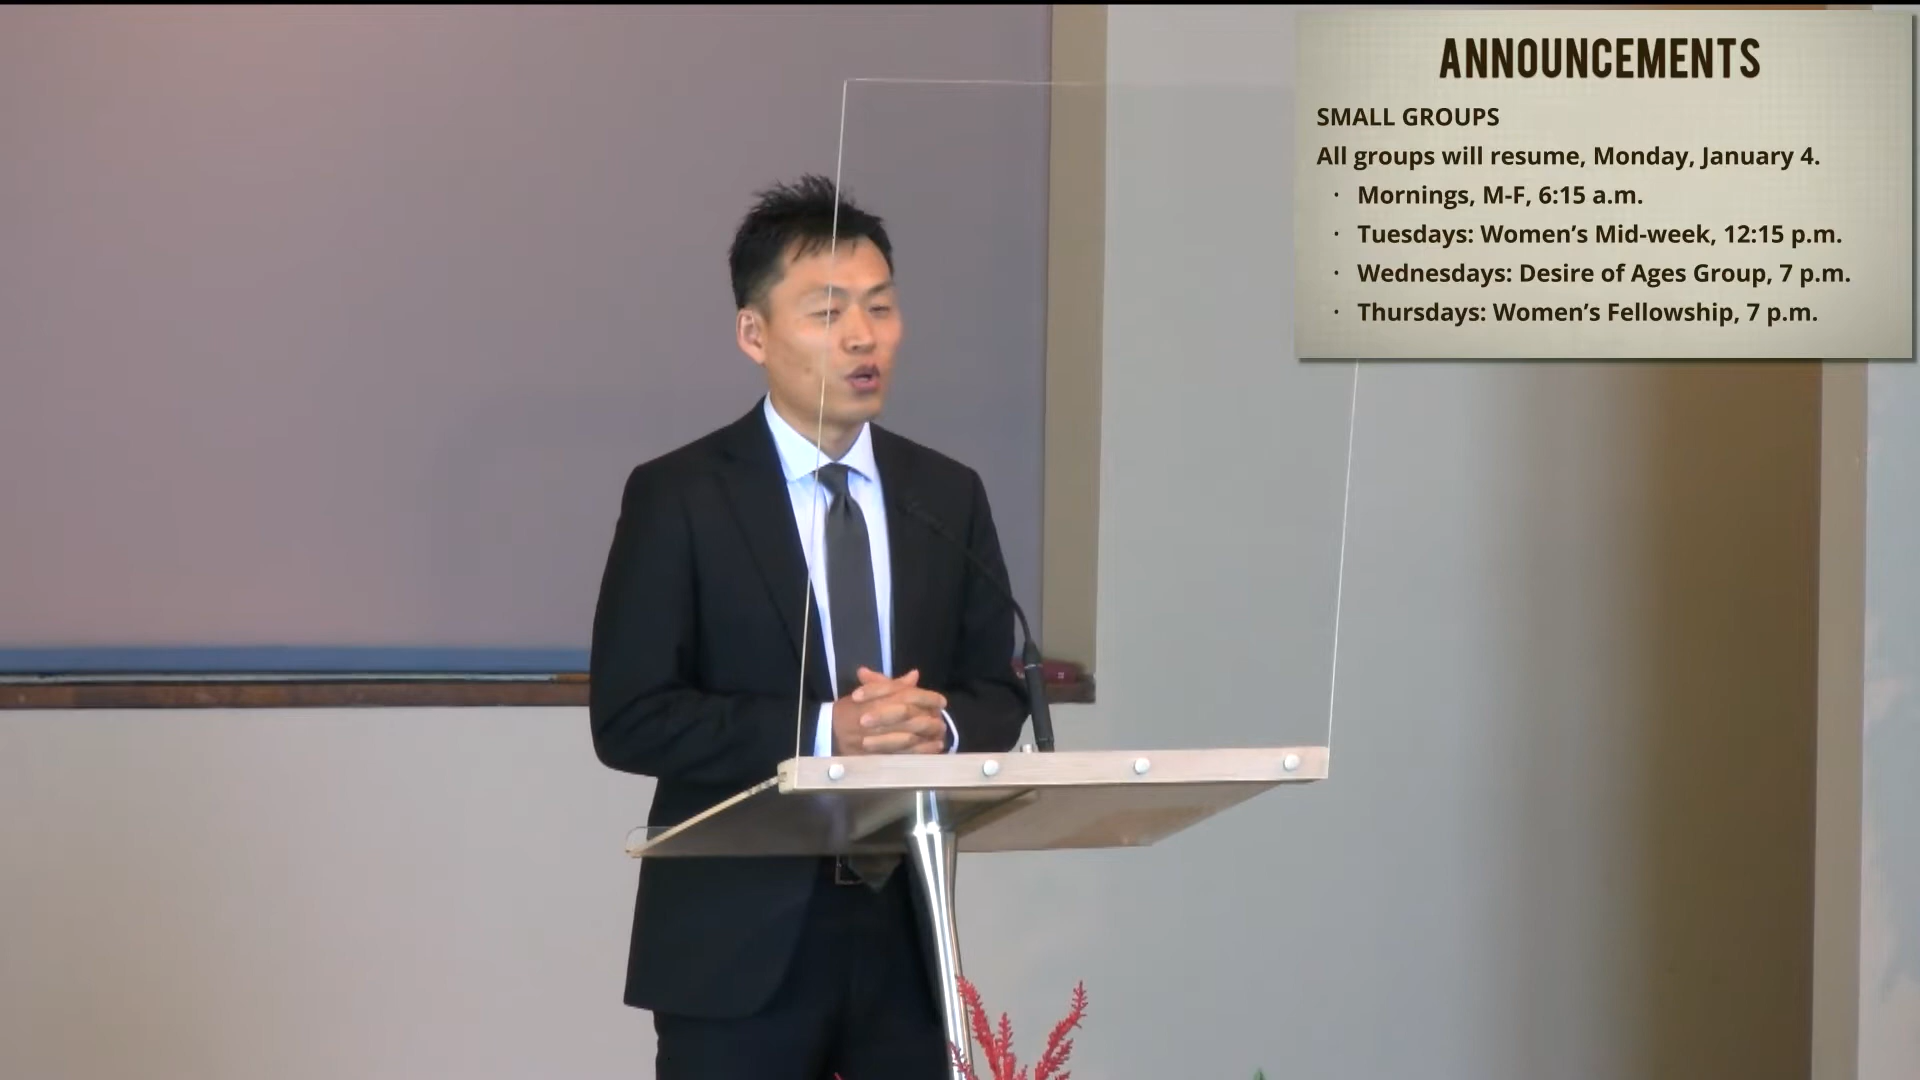 ANNOUNCEMENTS
SMALL GROUPS
All groups will resume, Monday, January 4.
· Mornings, M-F, 6:15 a.m.
· Tuesdays: Women’s Mid-week, 12:15 p.m.
· Wednesdays: Desire of Ages Group, 7 p.m.
· Thursdays: Women’s Fellowship, 7 p.m.